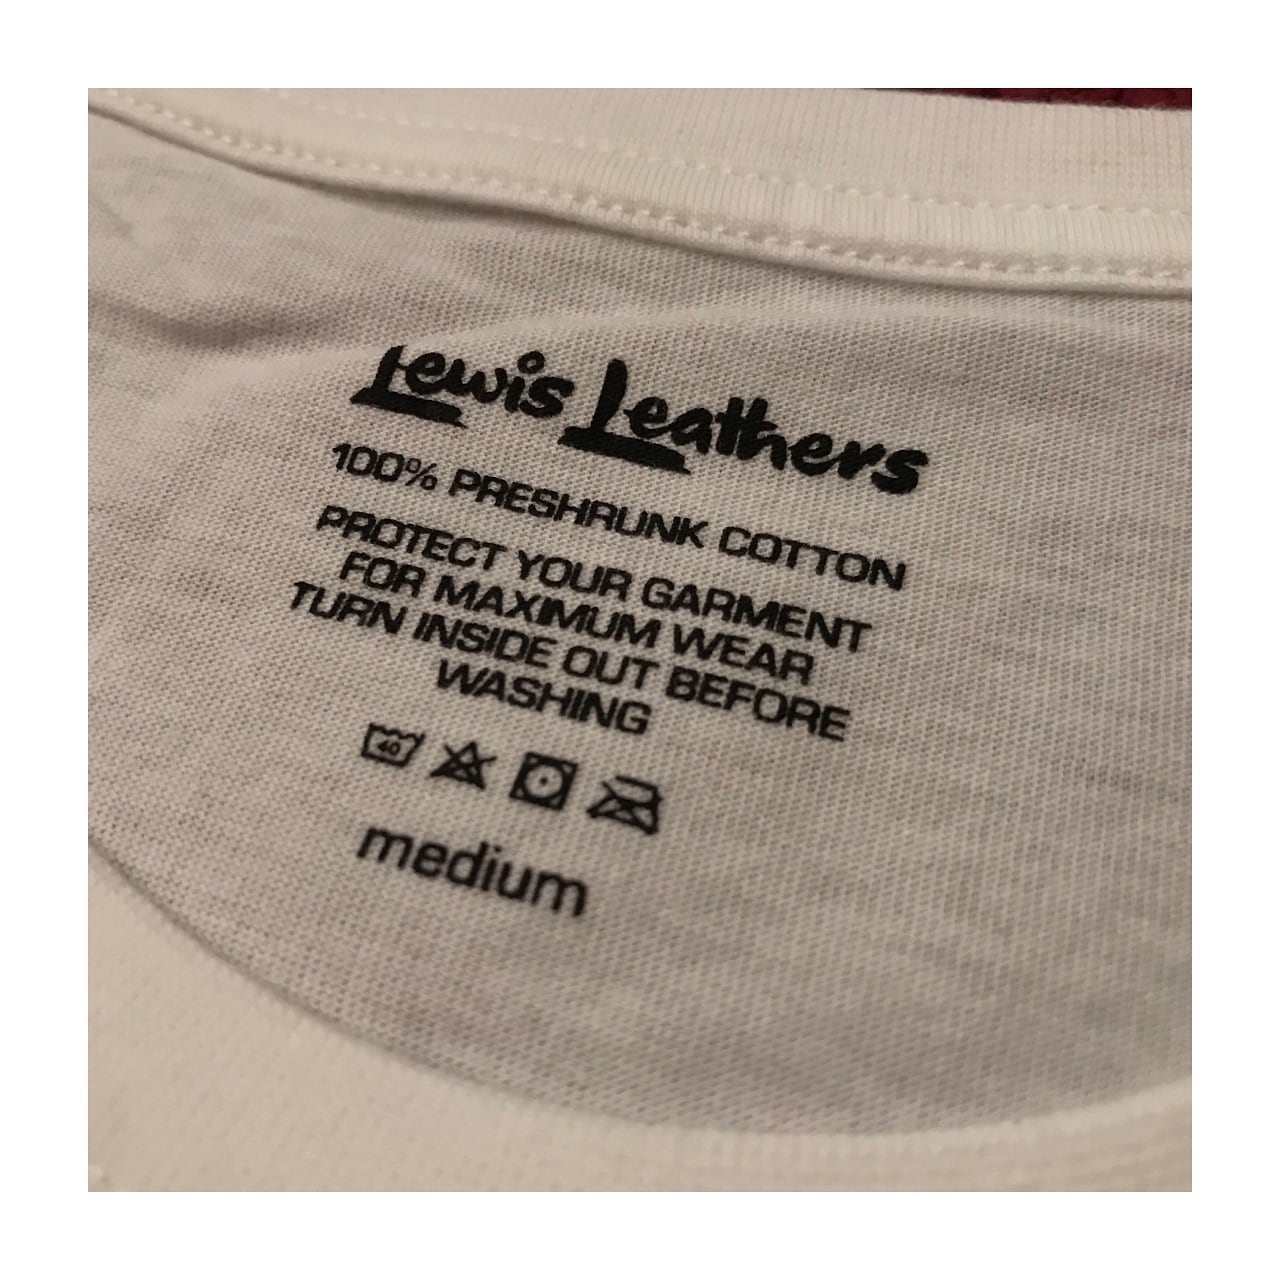 Lewis Leathers
100% PRESHRUNK COTTON
PROTECT YOUR GARMENT
FOR MAXIMUM WEAR
TURN INSIDE OUT BEFORE
WASHING
40
medium